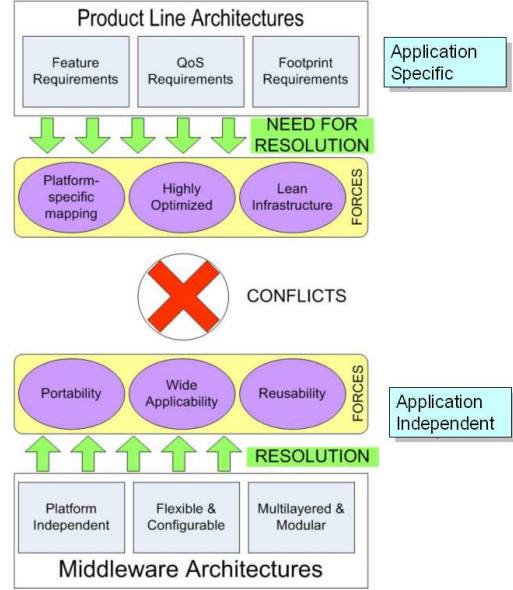 Product Line Architectures
Feature
Requirements
QoS
Requirements
Footprint
Requirements
Application
Specific
NEED FOR
RESOLUTION
Platform-
specific
mapping
Highly
Optimized
Lean
Infrastructure
FORCES
CONFLICTS
Portability
Wide
Applicability
Reusability
FORCES
Application
Independent
RESOLUTION
Platform
Independent
Flexible &
Configurable
Multilayered &
Modular
Middleware Architectures